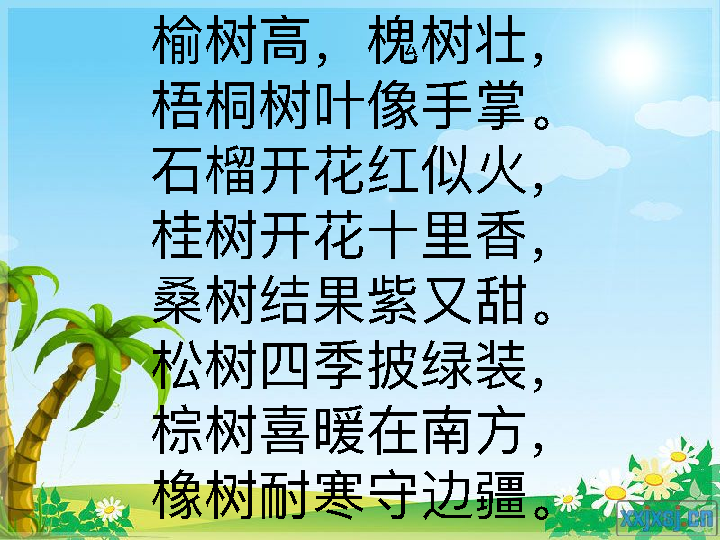 榆树高，槐树壮，
梧桐树叶像手掌。
石榴开花红似火，
桂树开花十里香，
桑树结果紫又甜。
松树四季披绿装，
棕树喜暖在南方，
橡树耐寒守边疆。
xxjxsj.cn